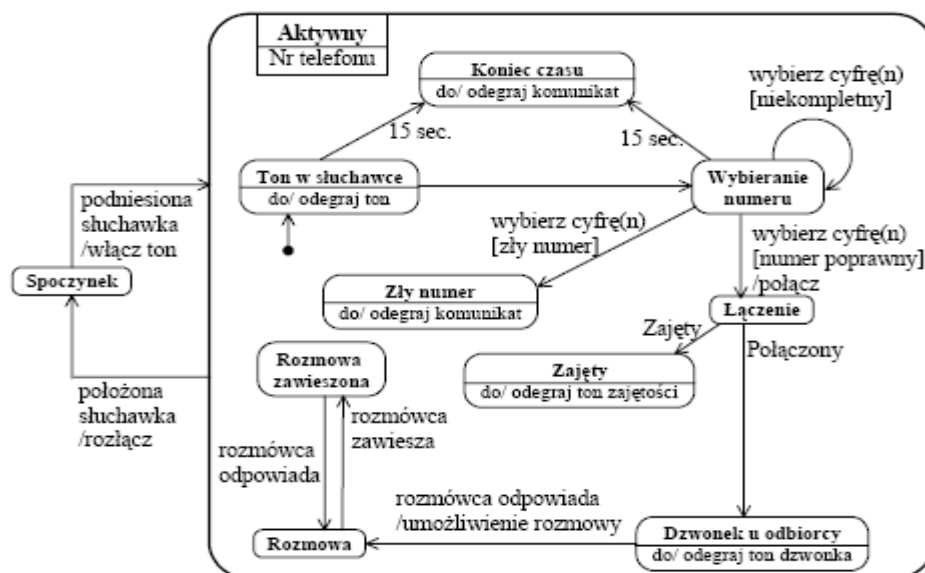 Aktywny
Nr telefonu
Koniec czasu
do/ odegraj komunikat
wybierz cyfrę(n)
[niekompletny]
15 sec.
15 sec.
Ton w słuchawce
do/ odegraj ton
Wybieranie
numeru
podniesiona
słuchawka
/włącz ton
wybierz cyfrę(n)
[zły numer]
wybierz cyfrę(n)
[numer poprawny]
/połącz
Spoczynek
Zły numer
do/ odegraj komunikat
Łączenie
Zajęty
Połączony
Rozmowa
zawieszona
Zajęty
do/ odegraj ton zajętości
położona
słuchawka
/rozłącz
rozmówca
zawiesza
rozmówca
odpowiada
rozmówca odpowiada
/umożliwienie rozmowy
Rozmowa
Dzwonek u odbiorcy
do/ odegraj ton dzwonka